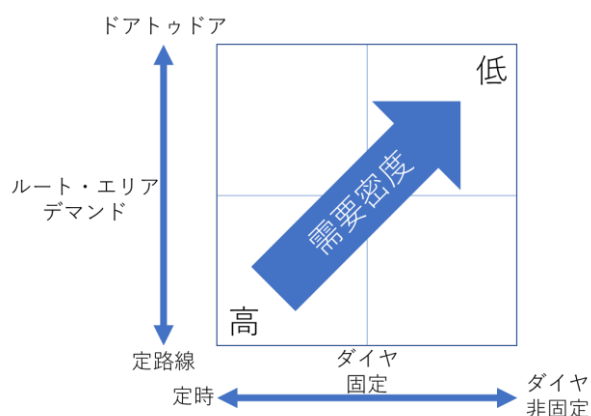 ドアトゥドア
低
ルート・エリア
デマンド
需要密度
高
定路線
ダイヤ
固定
定時
ダイヤ
非固定